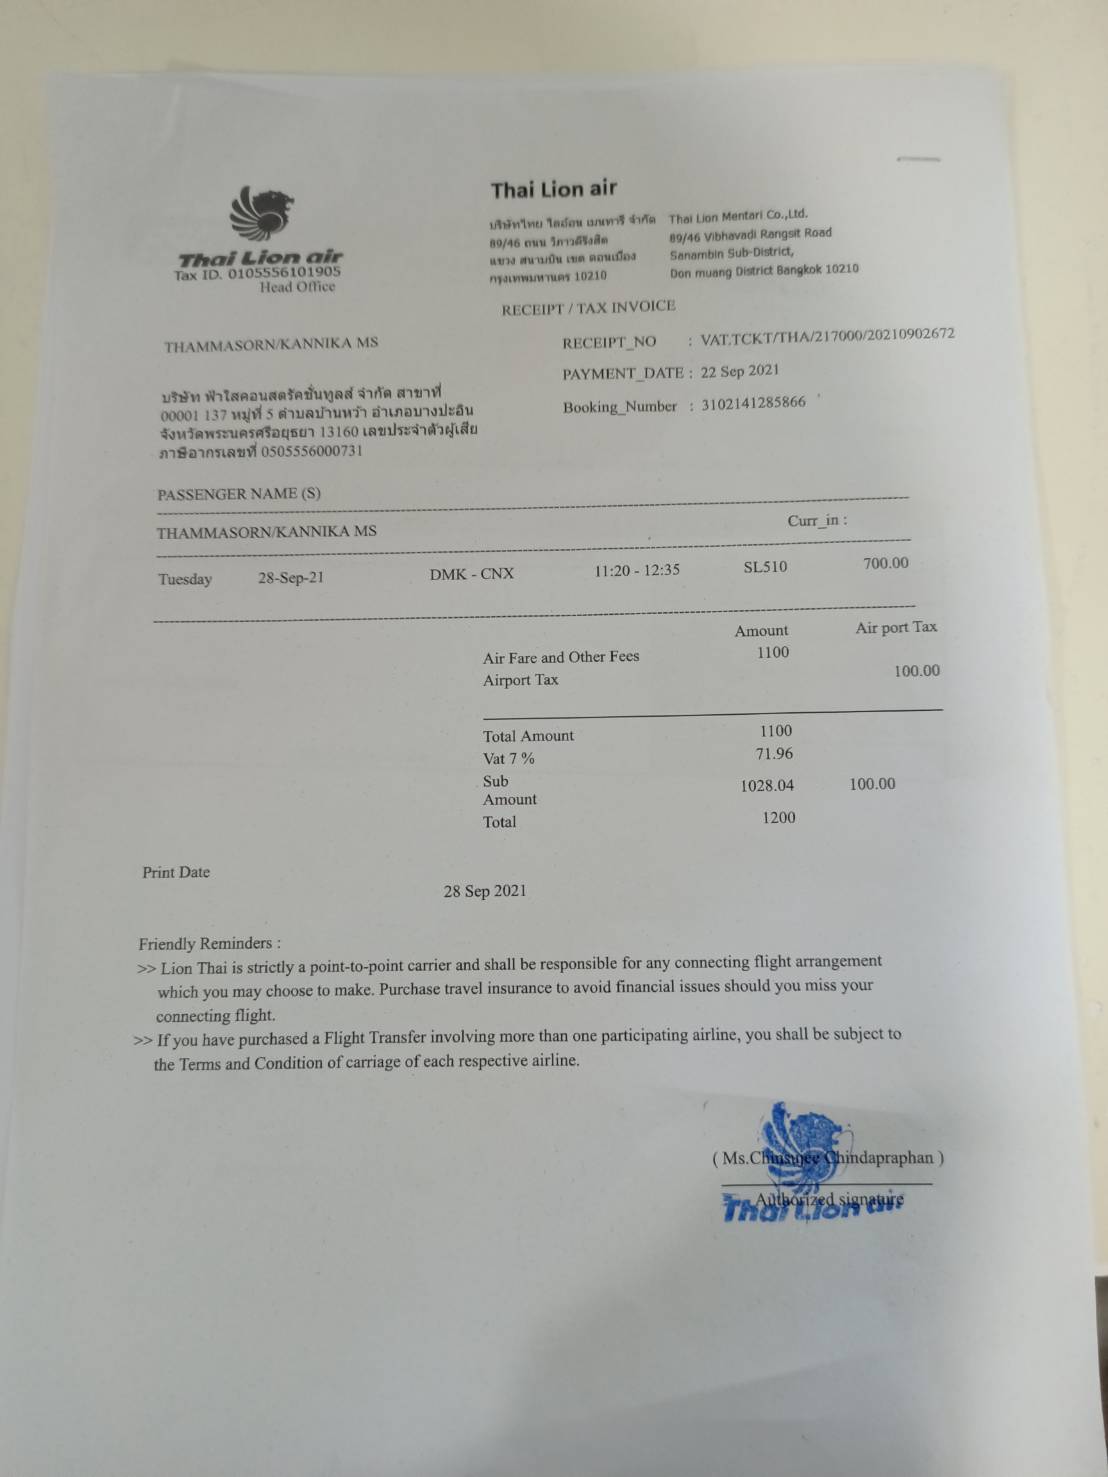 Thai Lion air
Thai Lion air
Tax ID. 0105556101905
Head Office
บริษัทไทย ไลอ้อน เมนทารี จำกัด
89/46 ถนน วิภาวดีรังสิต
แขวง สนามบิน เขต ดอนเมือง
กรุงเทพมหานคร 10210
Thai Lion Mentari Co.,Ltd.
89/46 Vibhavadi Rangsit Road
Sanambin Sub-District,
Don muang District Bangkok 10210
RECEIPT / TAX INVOICE
THAMMASORN/KANNIKA MS
RECEIPT_NO : VAT.TCKT/THA/217000/20210902672
PAYMENT_DATE : 22 Sep 2021
Booking_Number : 3102141285866
บริษัท ฟ้าใสคอนสตรัคชั่นทูลส์ จำกัด สาขาที่
00001 137 หมู่ที่ 5 ตำบลบ้านหว้า อำเภอบางปะอิน
จังหวัดพระนครศรีอยุธยา 13160 เลขประจำตัวผู้เสีย
ภาษีอากรเลขที่ 0505556000731
PASSENGER NAME (S)
THAMMASORN/KANNIKA MS Curr_in :
Tuesday 28-Sep-21 DMK - CNX 11:20 - 12:35 SL510 700.00
Amount Air port Tax
Air Fare and Other Fees 1100
Airport Tax 100.00
Total Amount 1100
Vat 7 % 71.96
Sub Amount 1028.04 100.00
Total 1200
Print Date
28 Sep 2021
Friendly Reminders :
>> Lion Thai is strictly a point-to-point carrier and shall be responsible for any connecting flight arrangement
which you may choose to make. Purchase travel insurance to avoid financial issues should you miss your
connecting flight.
>> If you have purchased a Flight Transfer involving more than one participating airline, you shall be subject to
the Terms and Condition of carriage of each respective airline.
( Ms.Chinsujee Chindapraphan )
Authorized signature
Thai Lion air